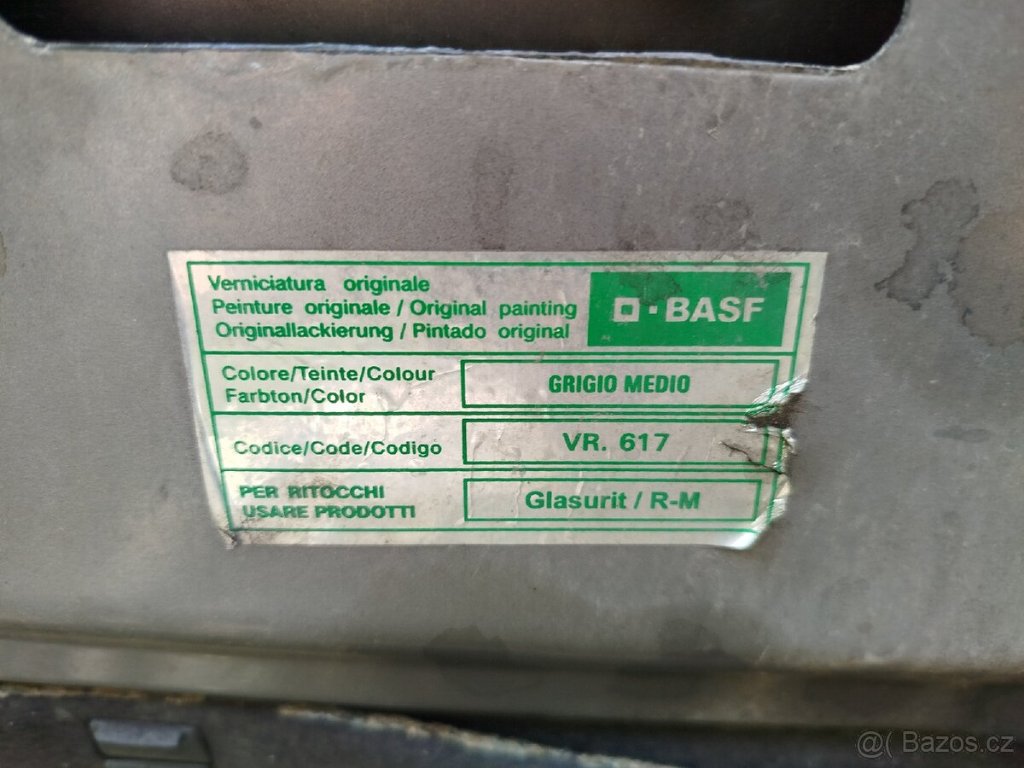 Verniciatura originale
Peinture originale / Original painting
Originallackierung / Pintado original
BASF
Colore/Teinte/Colour
Farbton/Color
GRIGIO MEDIO
Codice/Code/Codigo
VR. 617
PER RITOCCHI
USARE PRODOTTI
Glasurit / R-M
@( Bazos.cz